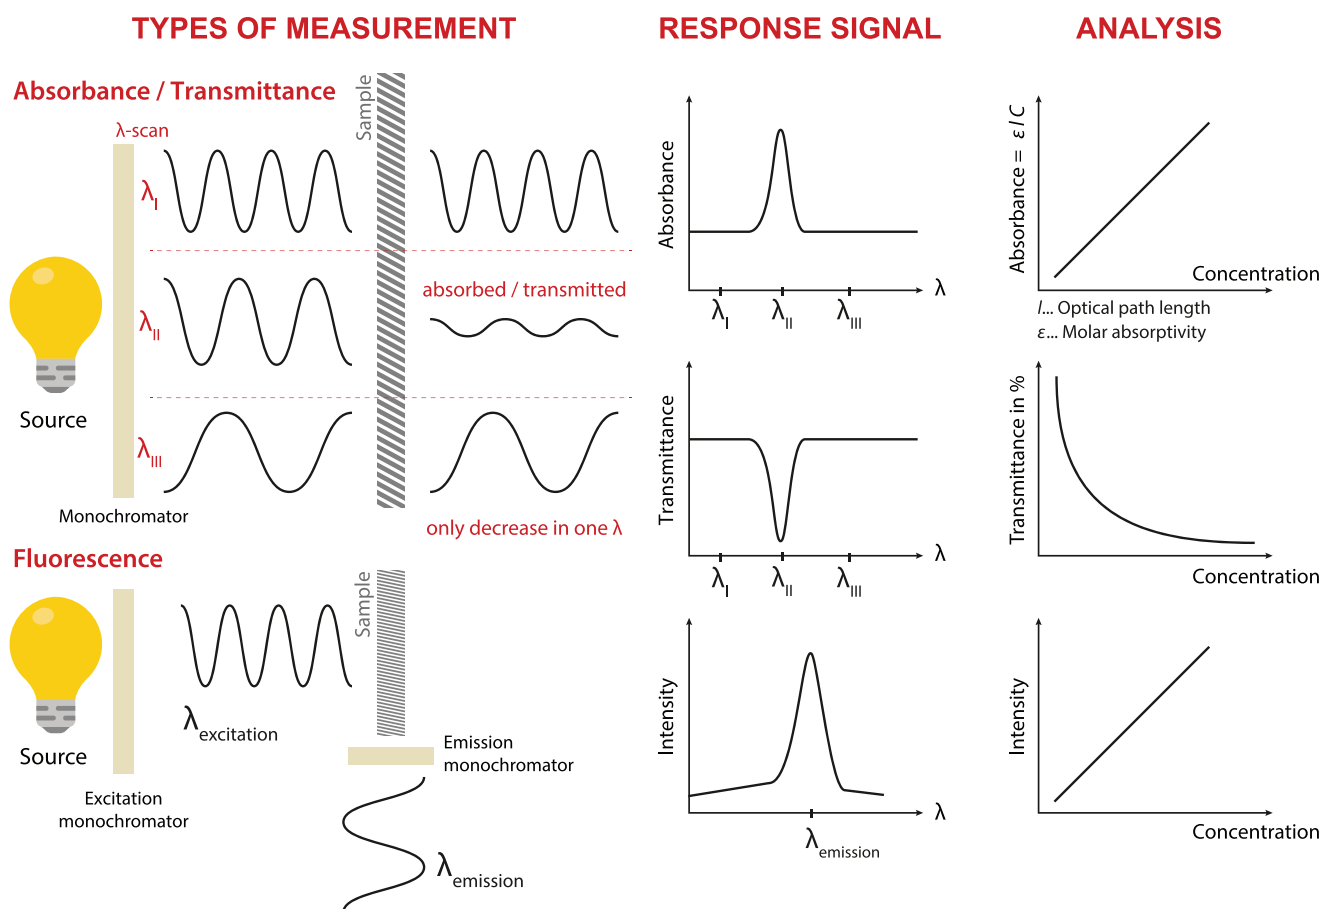 TYPES OF MEASUREMENT
RESPONSE SIGNAL
ANALYSIS
Absorbance / Transmittance
λ-scan
Sample
λI
λII
λIII
absorbed / transmitted
only decrease in one λ
Source
Monochromator
Absorbance
λ
λI
λII
λIII
Absorbance = ε l C
Concentration
l... Optical path length
ε... Molar absorptivity
Transmittance
λ
λI
λII
λIII
Transmittance in %
Concentration
Fluorescence
Sample
Source
λexcitation
Excitation
monochromator
Emission
monochromator
λemission
Intensity
λ
λemission
Intensity
Concentration